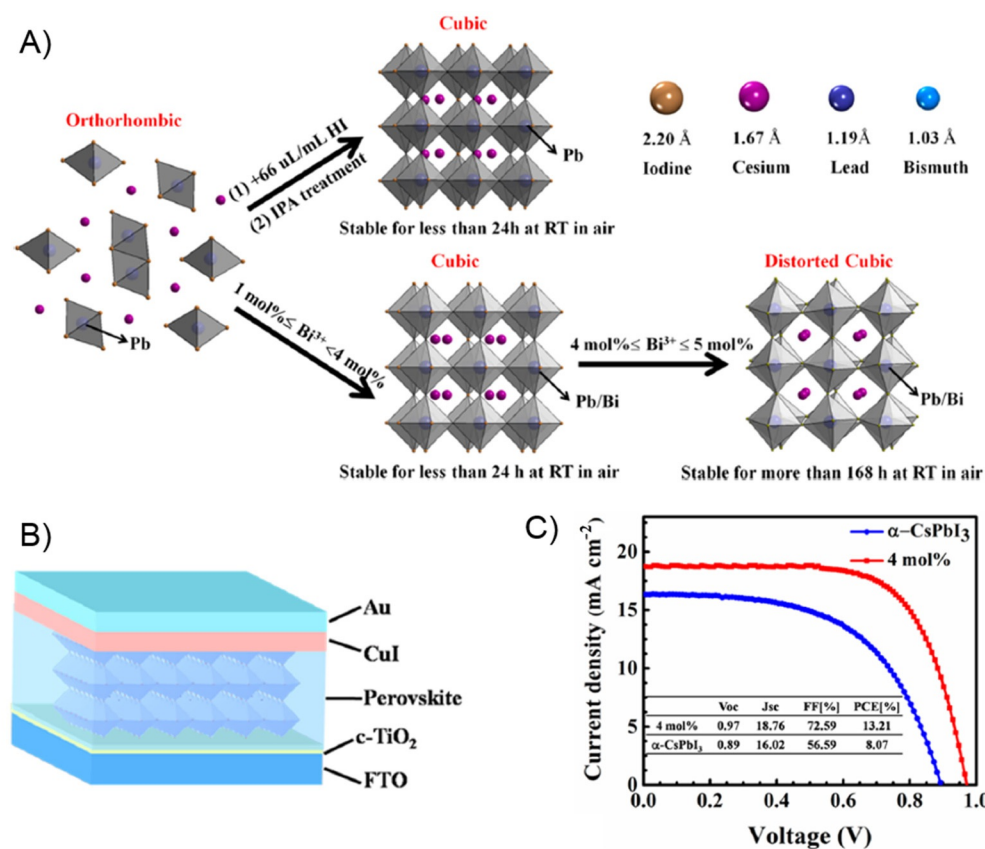 A)
Cubic
Orthorhombic
(1) +66 uL/mL HI
(2) IPA treatment
Pb
Stable for less than 24h at RT in air
2.20 Å 1.67 Å 1.19Å 1.03 Å
Iodine Cesium Lead Bismuth
Pb
1 mol%≤ Bi³⁺<4 mol%
Cubic
Pb/Bi
Stable for less than 24 h at RT in air
4 mol%≤ Bi³⁺ ≤ 5 mol%
Distorted Cubic
Pb/Bi
Stable for more than 168 h at RT in air
B)
Au
CuI
Perovskite
c-TiO₂
FTO
C)
α−CsPbI₃
4 mol%
Current density (mA cm⁻²)
20
15
10
5
0
Voc Jsc FF[%] PCE[%]
4 mol% 0.97 18.76 72.59 13.21
α-CsPbI₃ 0.89 16.02 56.59 8.07
0.0 0.2 0.4 0.6 0.8 1.0
Voltage (V)